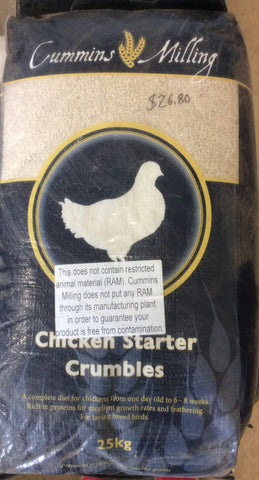 Cummins Milling
$26.80
This does not contain restricted
animal material (RAM). Cummins
Milling does not put any RAM
through its manufacturing plant
in order to guarantee your
product is free from contamination.
Chicken Starter
Crumbles
A complete diet for chickens from one day old to 6 - 8 weeks.
Rich in proteins for excellent growth rates and feathering.
For laying breed birds.
25kg